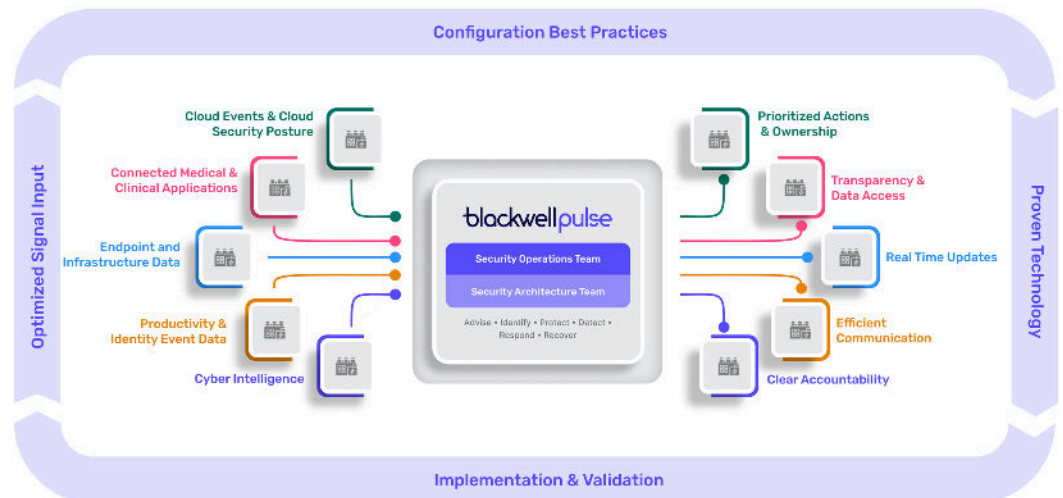 Configuration Best Practices
Optimized Signal Input
Cloud Events & Cloud
Security Posture
Connected Medical &
Clinical Applications
Endpoint and
Infrastructure Data
Productivity &
Identity Event Data
Cyber Intelligence
blackwellpulse
Security Operations Team
Security Architecture Team
Advise • Identify • Protect • Detect •
Respond • Recover
Prioritized Actions
& Ownership
Transparency &
Data Access
Real Time Updates
Efficient
Communication
Clear Accountability
Proven Technology
Implementation & Validation